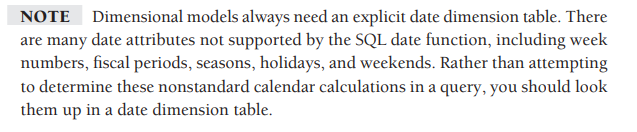 NOTE Dimensional models always need an explicit date dimension table. There
are many date attributes not supported by the SQL date function, including week
numbers, fiscal periods, seasons, holidays, and weekends. Rather than attempting
to determine these nonstandard calendar calculations in a query, you should look
them up in a date dimension table.